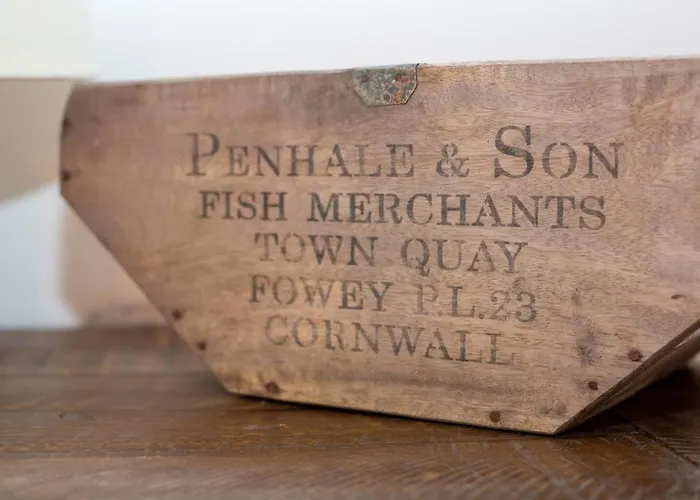 PENHALE & SON
FISH MERCHANTS
TOWN QUAY
FOWEY P.L.23
CORNWALL